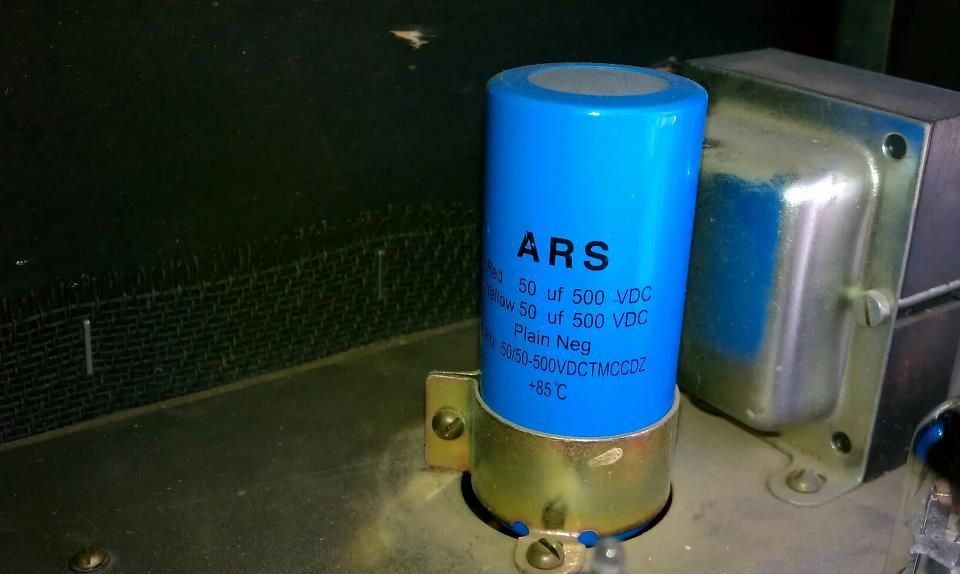 ARS
Red 50 uf 500 VDC
Yellow 50 uf 500 VDC
Plain Neg
50/50-500VDCTMCCDZ
+85°C